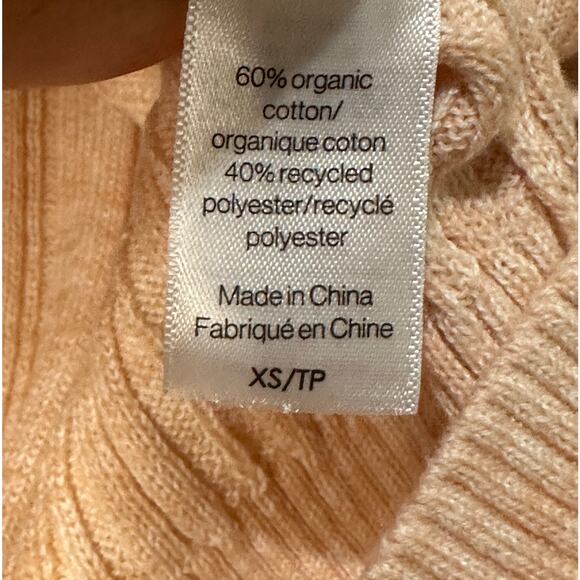 60% organic
cotton/
organique coton
40% recycled
polyester/recyclé
polyester
Made in China
Fabriqué en Chine
XS/TP